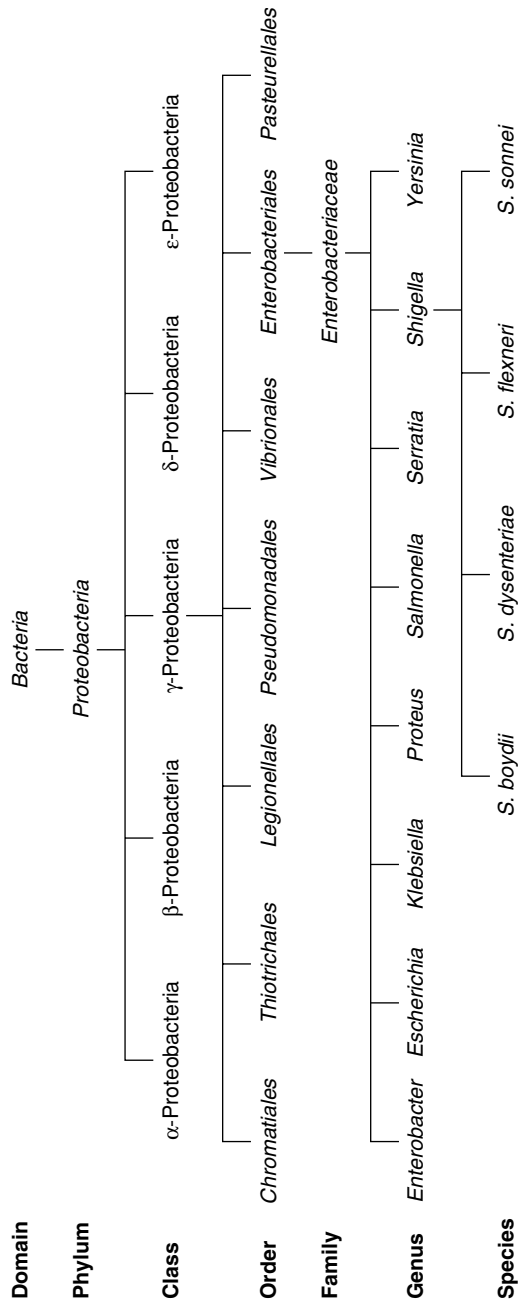 Domain Bacteria
Phylum Proteobacteria
Class α-Proteobacteria β-Proteobacteria γ-Proteobacteria δ-Proteobacteria ε-Proteobacteria
Order Chromatiales Thiotrichales Legionellales Pseudomonadales Vibrionales Enterobacteriales Pasteurellales
Family Enterobacteriaceae
Genus Enterobacter Escherichia Klebsiella Proteus Salmonella Serratia Shigella Yersinia
Species S. boydii S. dysenteriae S. flexneri S. sonnei